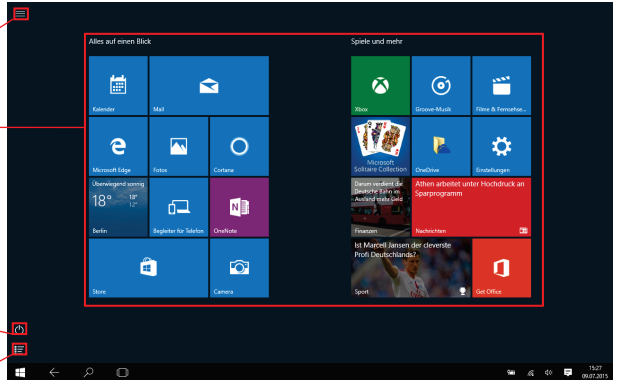 Alles auf einen Blick
Spiele und mehr
Kalender
Mail
Xbox
Groove-Musik
Filme & Fernsehse...
Microsoft Edge
Fotos
Cortana
Microsoft
Solitaire Collection
OneDrive
Einstellungen
Überwiegend sonnig
18°
18°
Berlin
Begleiter für Telefon
OneNote
Darum verdient die
Deutsche Bahn im
Ausland mehr Geld
Finanzen
Athen arbeitet unter Hochdruck an
Sparprogramm
Nachrichten
Store
Camera
Ist Marcell Jansen der cleverste
Profi Deutschlands?
Sport
Get Office
15:27
09.07.2015